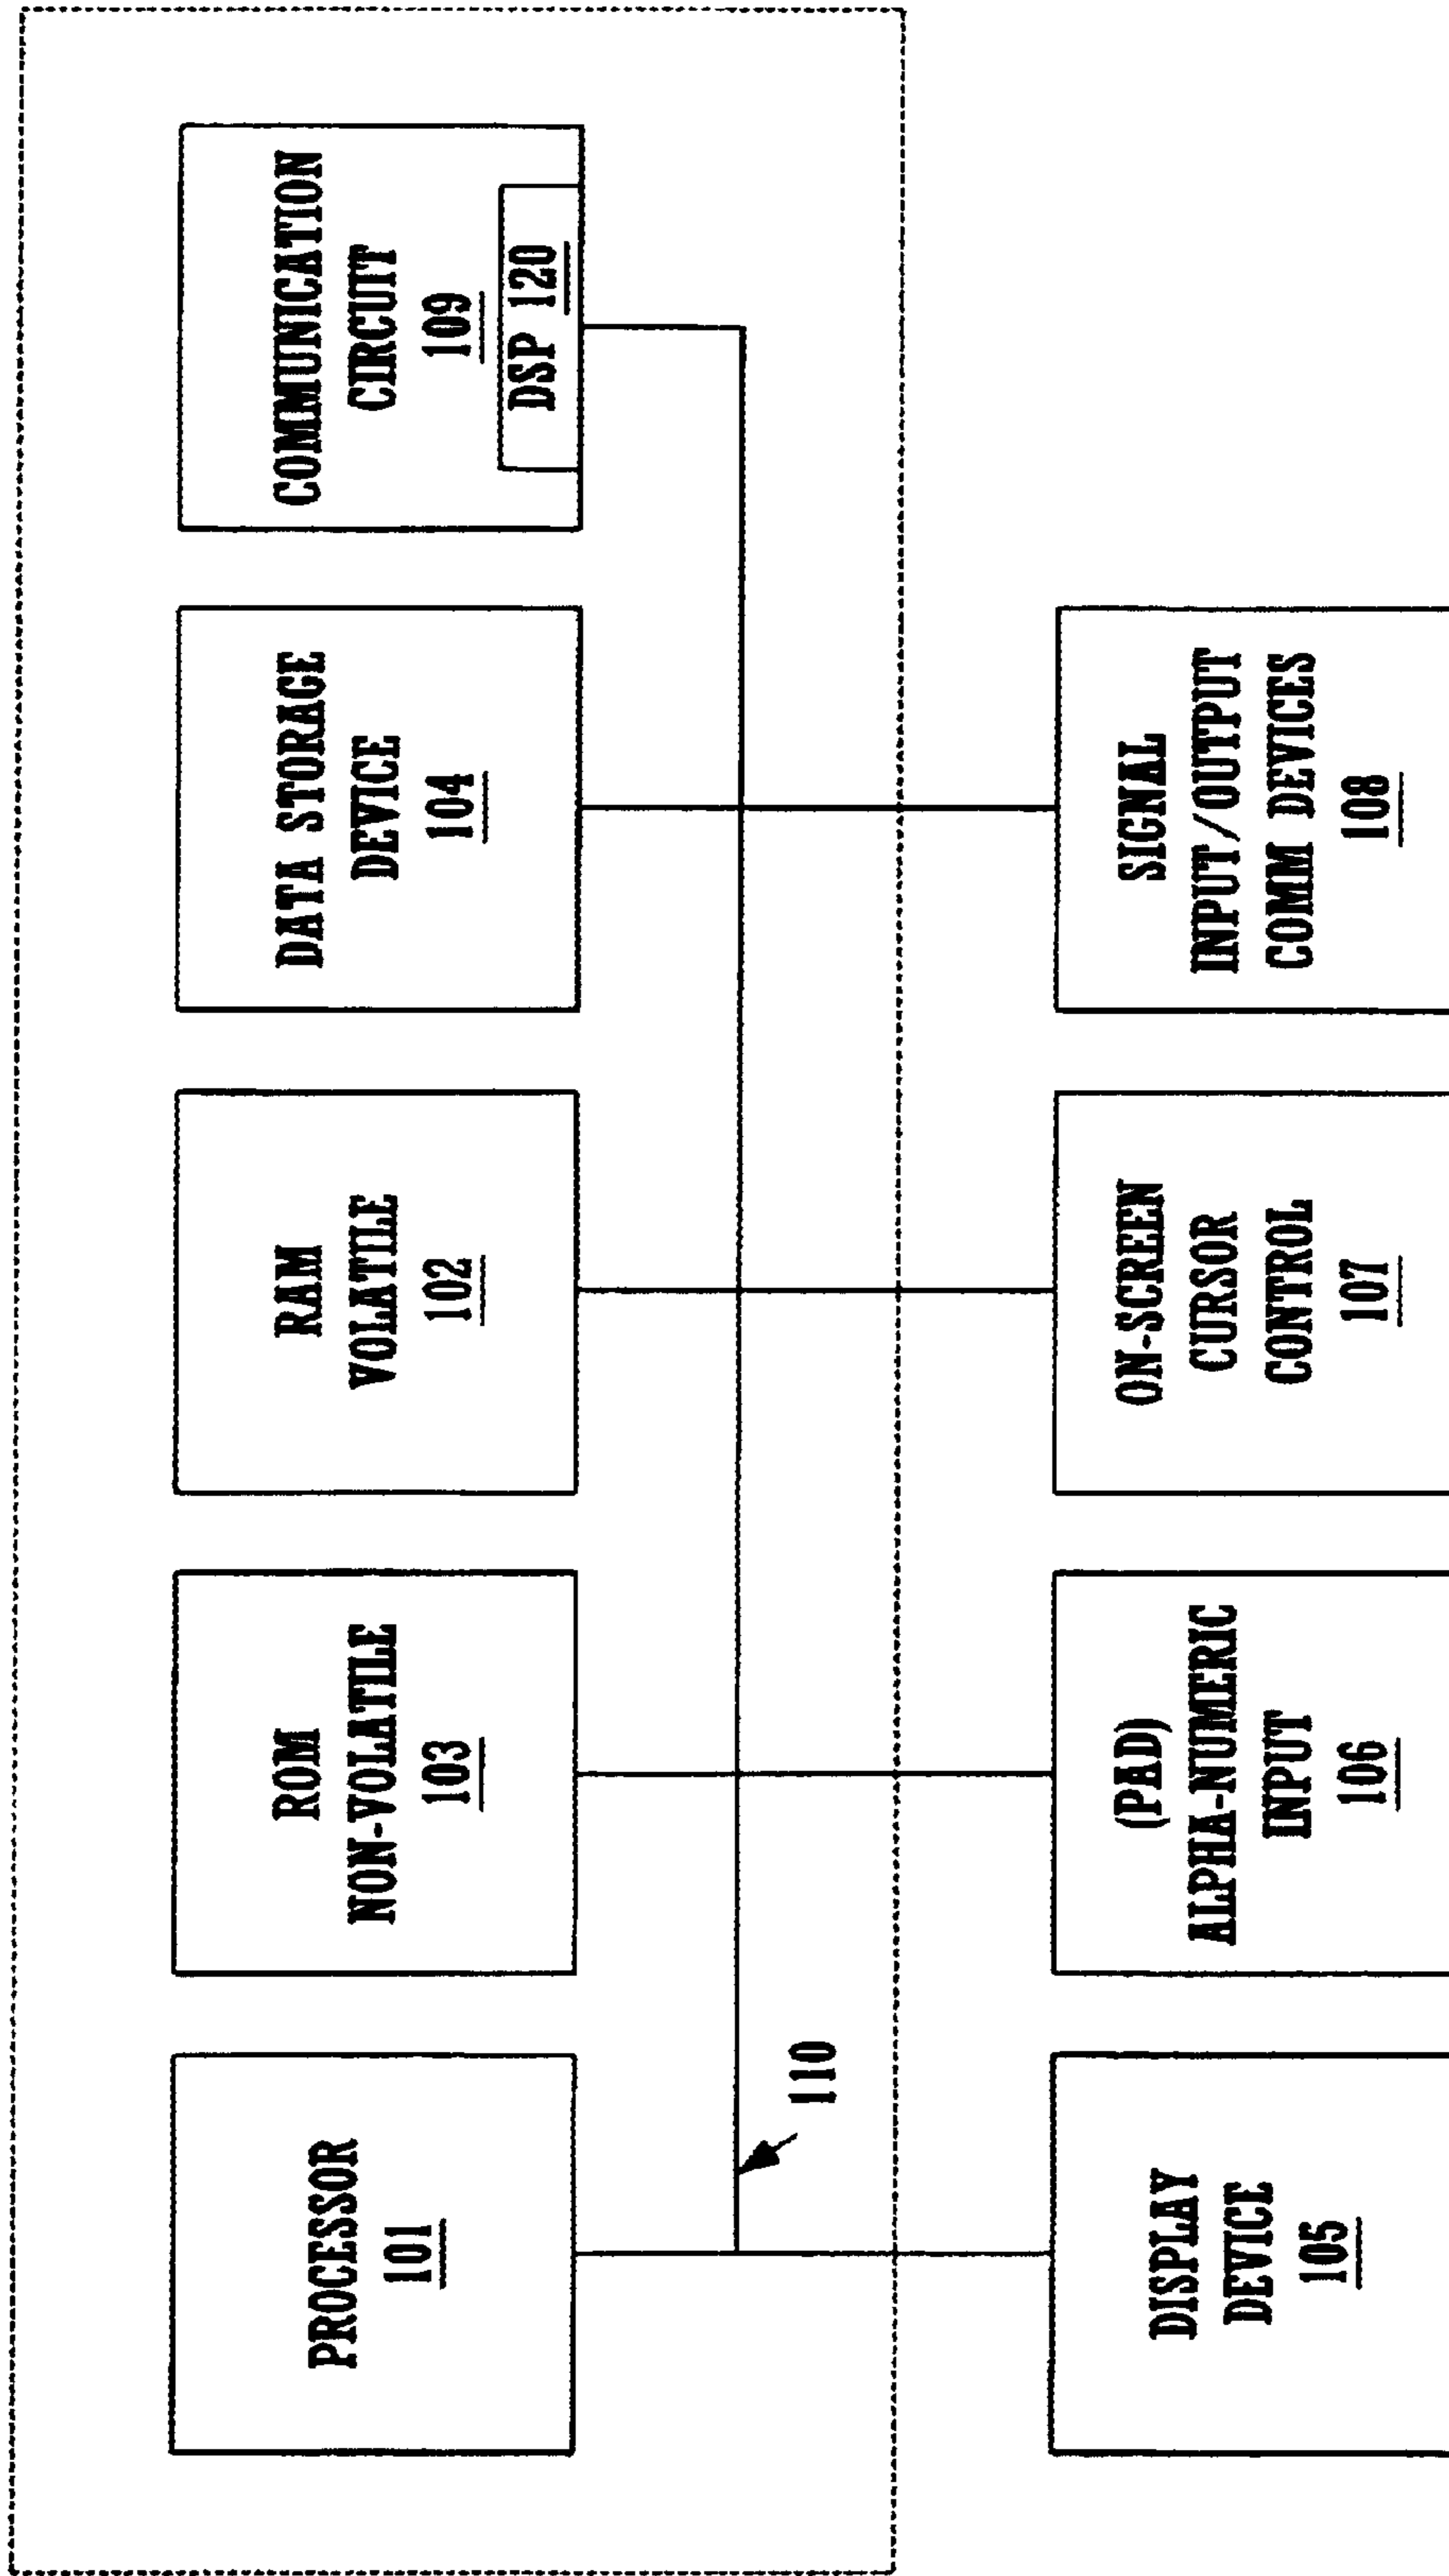 PROCESSOR
101
ROM
NON-VOLATILE
103
RAM
VOLATILE
102
DATA STORAGE
DEVICE
104
COMMUNICATION
CIRCUIT
109
DSP 120
110
DISPLAY
DEVICE
105
(PAD)
ALPHA-NUMERIC
INPUT
106
ON-SCREEN
CURSOR
CONTROL
107
SIGNAL
INPUT/OUTPUT
COMM DEVICES
108